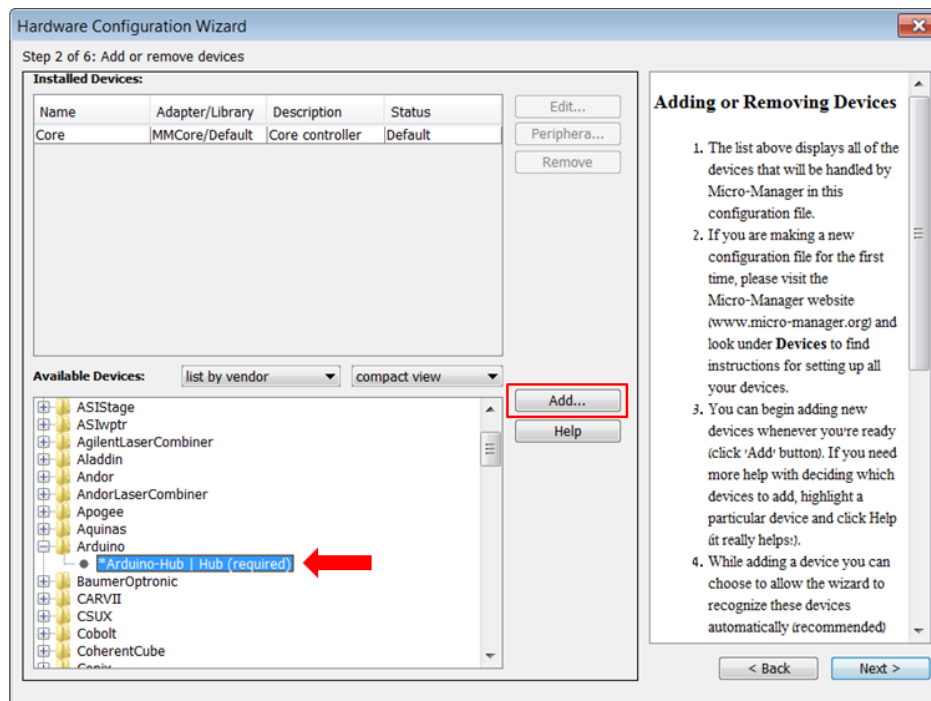 Hardware Configuration Wizard
Step 2 of 6: Add or remove devices
Installed Devices:
Name Adapter/Library Description Status
Core MMCore/Default Core controller Default
Edit...
Periphera...
Remove
Available Devices: list by vendor compact view
ASIStage
ASIwptr
AgilentLaserCombiner
Aladdin
Andor
AndorLaserCombiner
Apogee
Aquinas
Arduino
*Arduino-Hub | Hub (required)
BaumerOptronic
CARVII
CSUX
Cobolt
CoherentCube
Conix
Add...
Help
Adding or Removing Devices
1. The list above displays all of the
devices that will be handled by
Micro-Manager in this
configuration file.
2. If you are making a new
configuration file for the first
time, please visit the
Micro-Manager website
(www.micro-manager.org) and
look under Devices to find
instructions for setting up all
your devices.
3. You can begin adding new
devices whenever you're ready
(click 'Add' button). If you need
more help with deciding which
devices to add, highlight a
particular device and click Help
(it really helps!).
4. While adding a device you can
choose to allow the wizard to
recognize these devices
automatically (recommended)
< Back
Next >